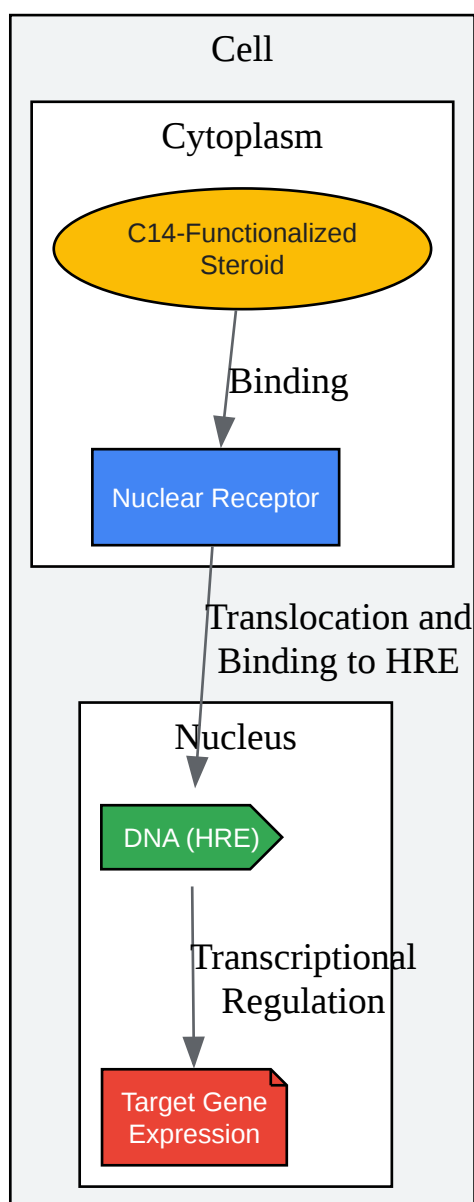 Cell
Cytoplasm
C14-Functionalized
Steroid
Binding
Nuclear Receptor
Translocation and
Binding to HRE
Nucleus
DNA (HRE)
Transcriptional
Regulation
Target Gene
Expression